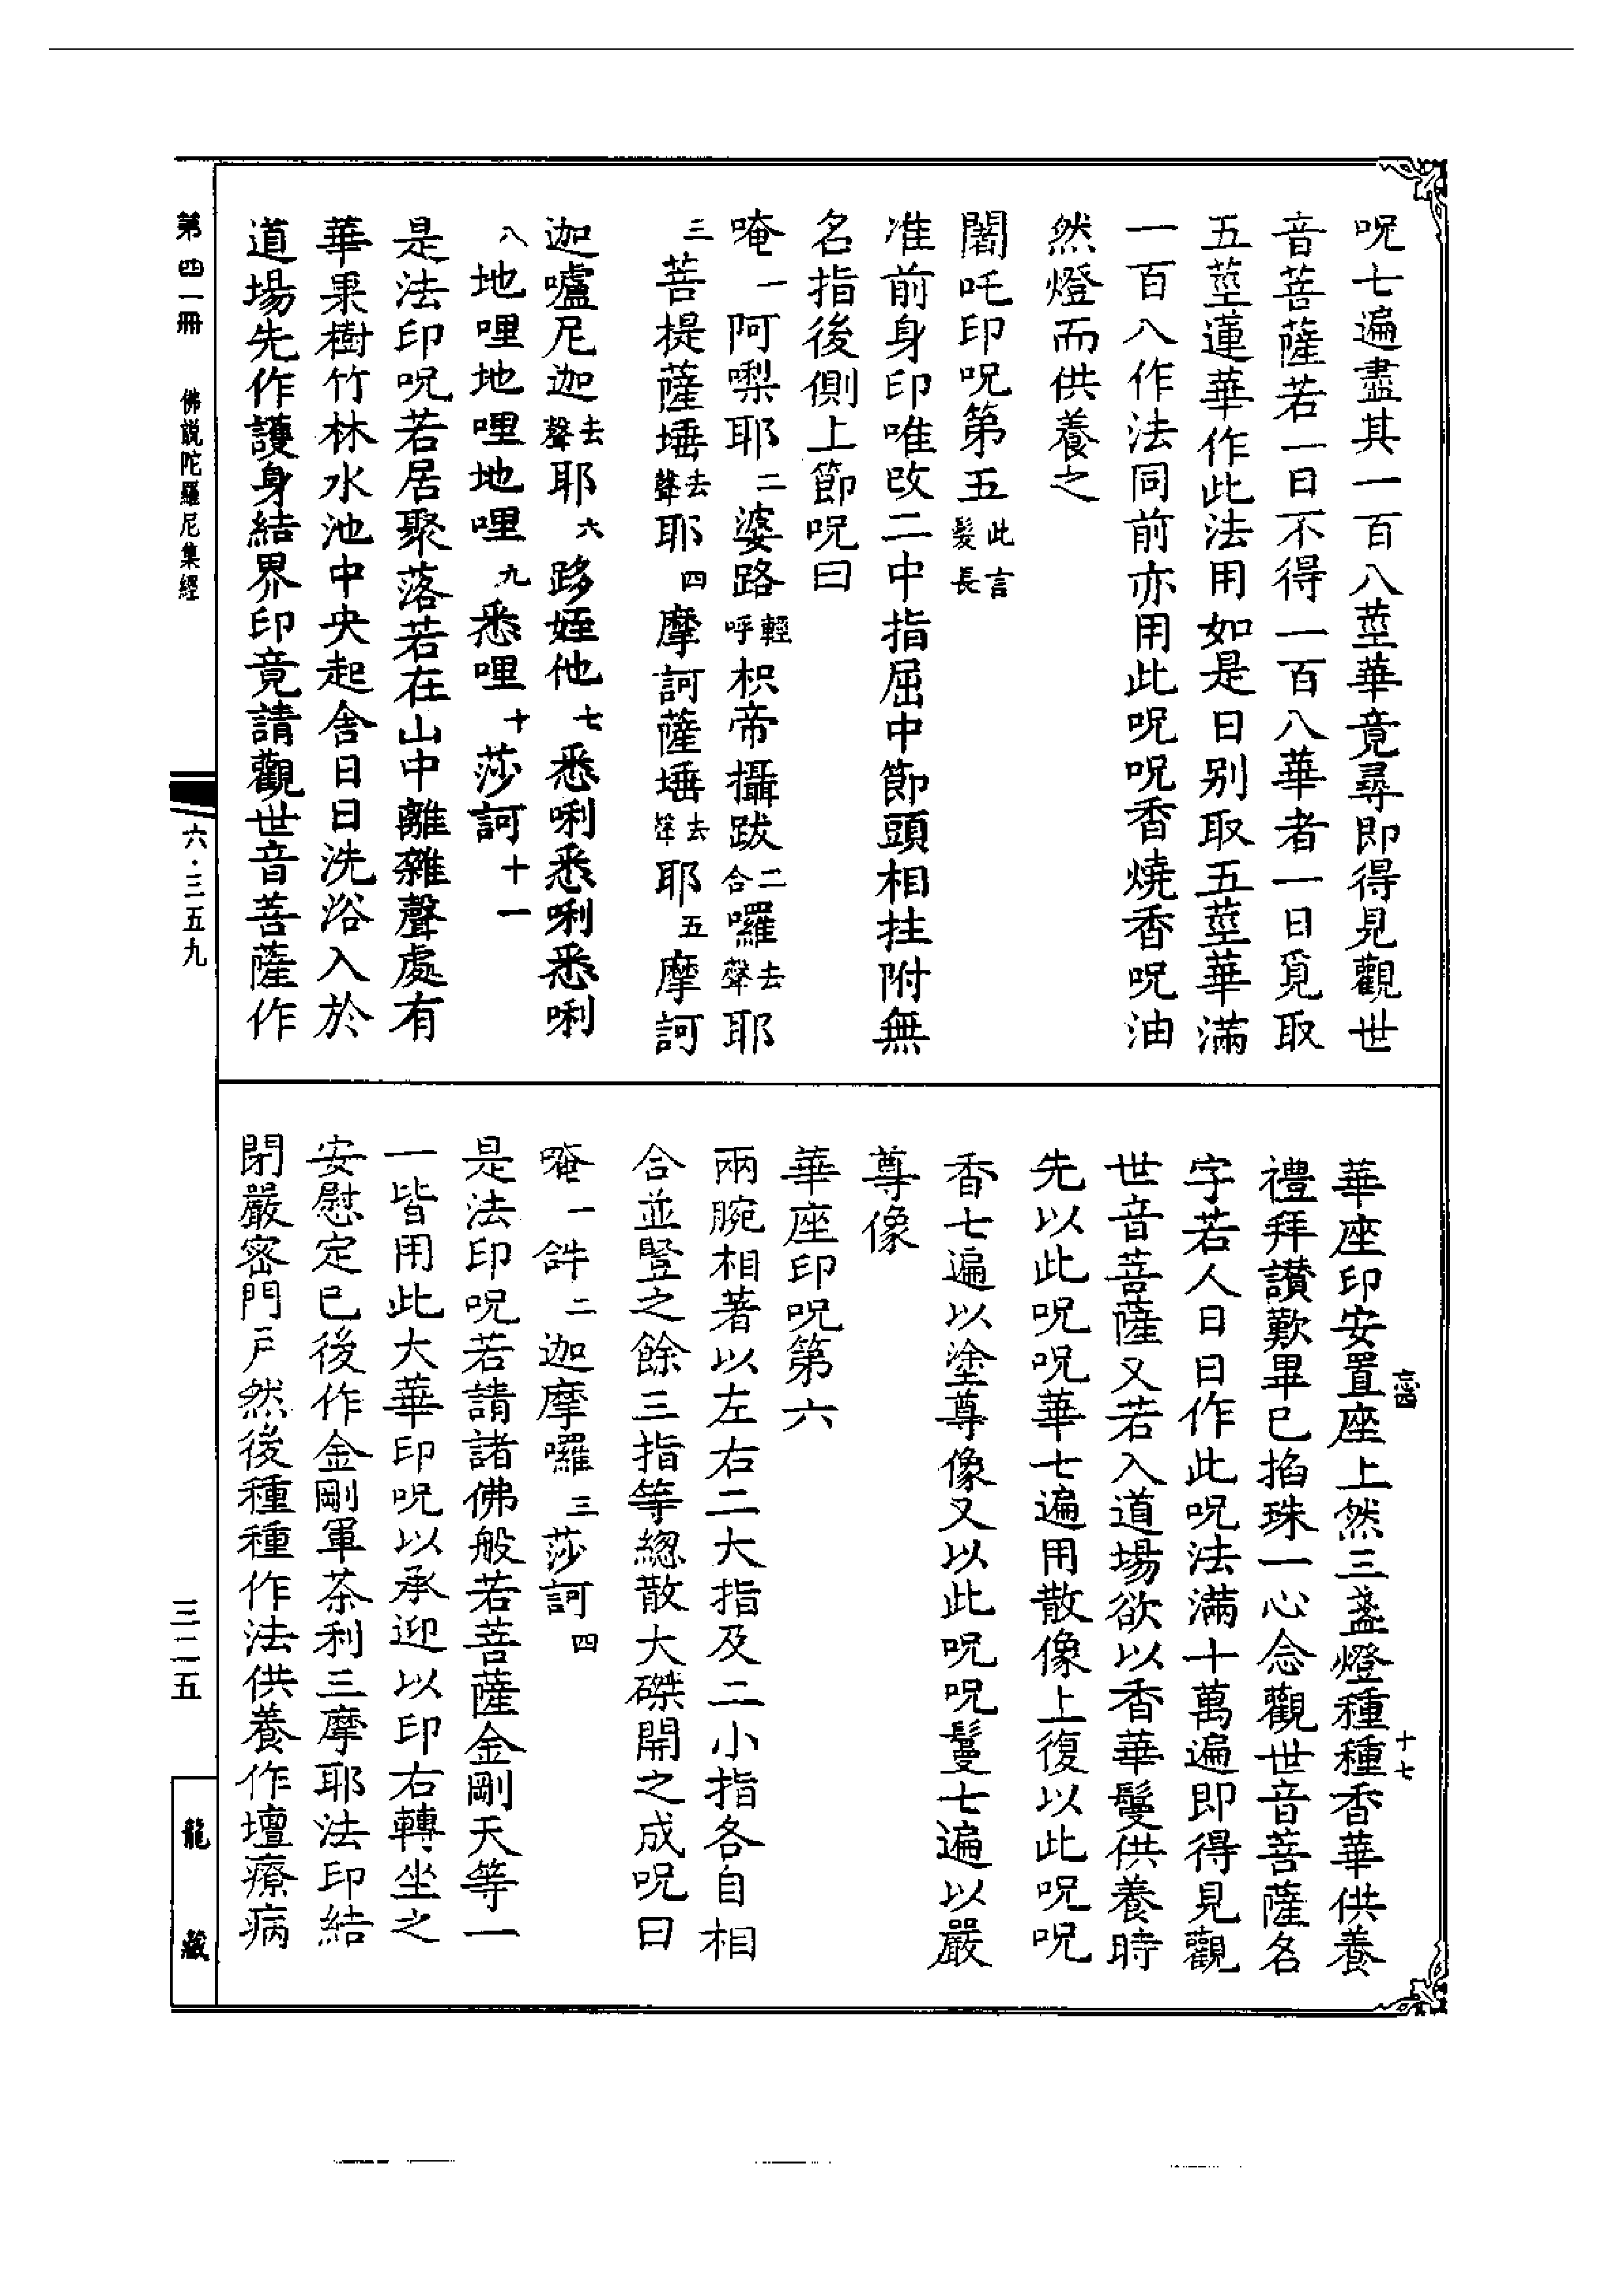 呪七遍盡其一百八莖華竟尋即得見觀世
音菩薩若一日不得一百八華者一日覓取
五莖蓮華作此法用如是日別取五莖華滿
一百八作法同前亦用此呪呪香燒香呪油
然燈而供養之
闍吒印呪第五此言髮長
准前身印唯改二中指屈中節頭相拄附無
名指後側上節呪曰
唵一阿㗚耶二婆路輕呼枳帝攝跋二合囉去聲耶
三菩提薩埵去聲耶四摩訶薩埵去聲耶五摩訶
迦嚧尼迦去聲耶六跢姪他七悉唎悉唎悉唎
八地哩地哩地哩九悉哩十莎訶十一
是法印呪若居聚落若在山中離雜聲處有
華果樹竹林水池中央起舍日日洗浴入於
道場先作護身結界印竟請觀世音菩薩作
華座印安置座上然三盞燈種種香華供養
禮拜讚歎畢已掐珠一心念觀世音菩薩名
字若人日日作此呪法滿十萬遍即得見觀
世音菩薩又若入道場欲以香華鬘供養時
先以此呪呪華七遍用散像上復以此呪呪
香七遍以塗尊像又以此呪呪鬘七遍以嚴
尊像
華座印呪第六
兩腕相著以左右二大指及二小指各自相
合並豎之餘三指等總散大磔開之成呪曰
唵一𤙖二迦摩囉三莎訶四
是法印呪若請諸佛般若菩薩金剛天等一
一皆用此大華印呪以承迎以印右轉坐之
安慰定已後作金剛軍荼利三摩耶法印結
閉嚴密門戶然後種種作法供養作壇療病
十七
第四一冊 佛說陀羅尼集經
六·三五九
三二五
龍藏